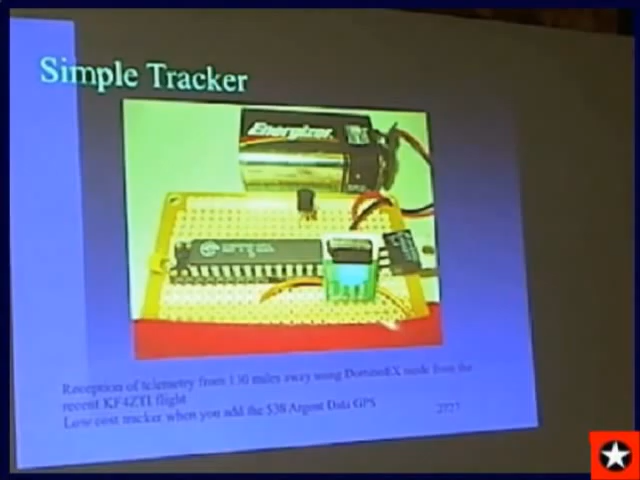 Simple Tracker
Energizer
Reception of telemetry from 130 miles away using DominoEX mode from the
recent KF4ZTI flight
Low cost tracker when you add the $38 Argent Data GPS